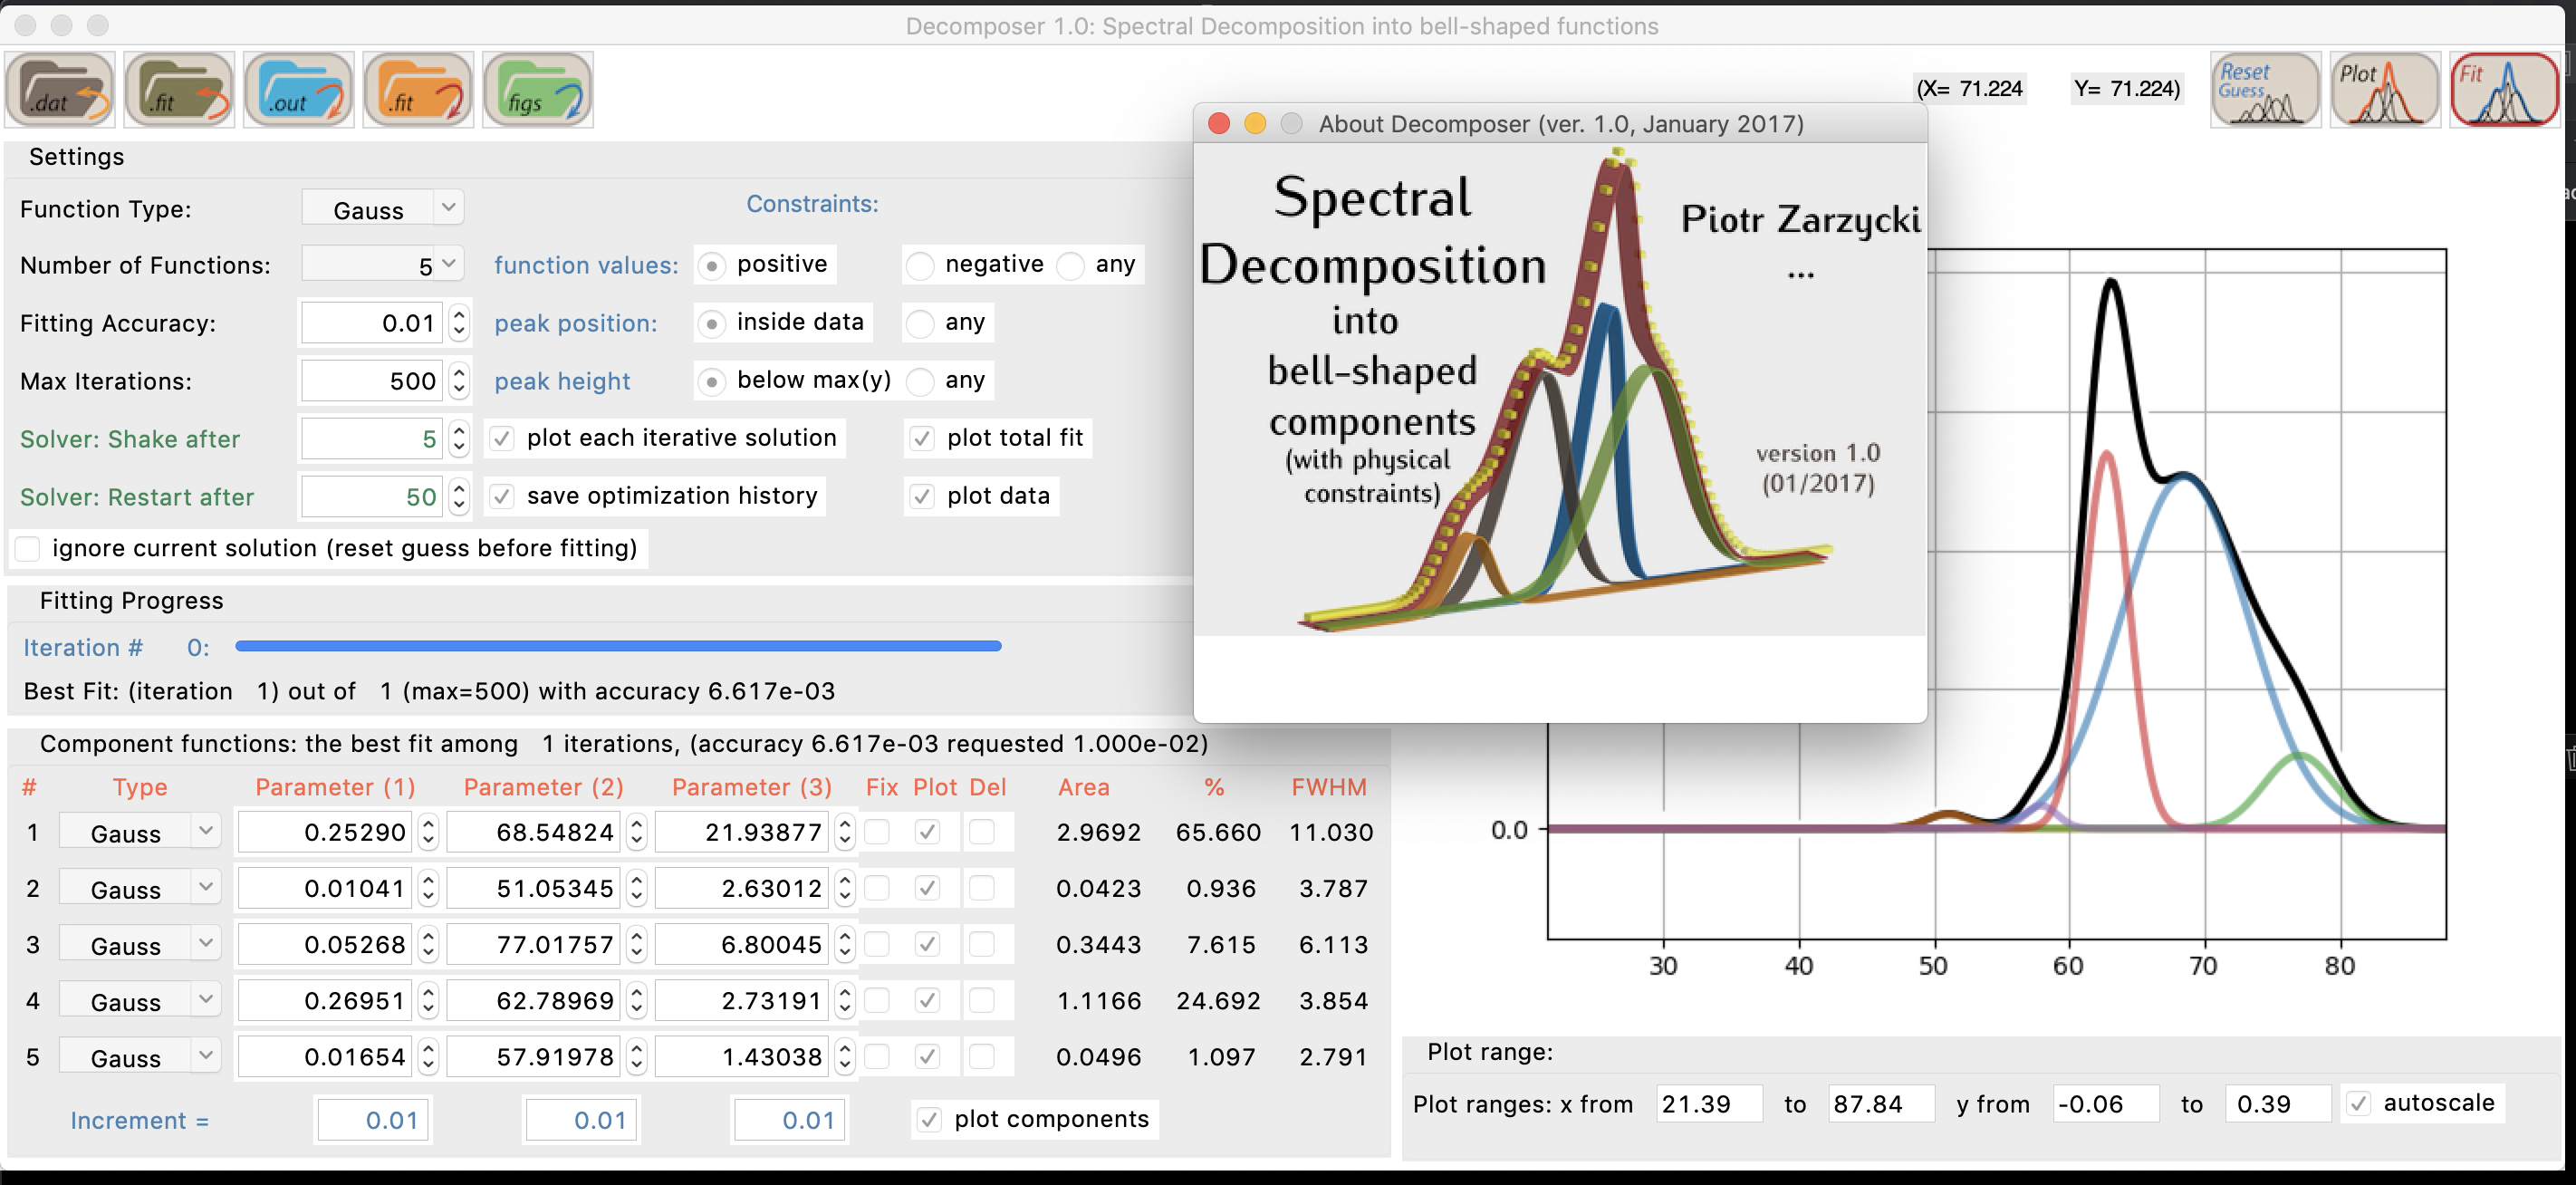 Decomposer 1.0: Spectral Decomposition into bell-shaped functions
.dat .fit .out .fit figs
(X= 71.224 Y= 71.224)
Reset Guess Plot Fit
Settings
Function Type: Gauss Constraints:
Number of Functions: 5 function values: positive negative any
Fitting Accuracy: 0.01 peak position: inside data any
Max Iterations: 500 peak height below max(y) any
Solver: Shake after 5 plot each iterative solution plot total fit
Solver: Restart after 50 save optimization history plot data
ignore current solution (reset guess before fitting)
Fitting Progress
Iteration # 0:
Best Fit: (iteration 1) out of 1 (max=500) with accuracy 6.617e-03
Component functions: the best fit among 1 iterations, (accuracy 6.617e-03 requested 1.000e-02)
# Type Parameter (1) Parameter (2) Parameter (3) Fix Plot Del Area % FWHM
1 Gauss 0.25290 68.54824 21.93877 2.9692 65.660 11.030
2 Gauss 0.01041 51.05345 2.63012 0.0423 0.936 3.787
3 Gauss 0.05268 77.01757 6.80045 0.3443 7.615 6.113
4 Gauss 0.26951 62.78969 2.73191 1.1166 24.692 3.854
5 Gauss 0.01654 57.91978 1.43038 0.0496 1.097 2.791
Increment = 0.01 0.01 0.01 plot components
About Decomposer (ver. 1.0, January 2017)
Spectral
Decomposition
into
bell-shaped
components
(with physical
constraints)
Piotr Zarzycki
...
version 1.0
(01/2017)
0.0
30 40 50 60 70 80
Plot range:
Plot ranges: x from 21.39 to 87.84 y from -0.06 to 0.39 autoscale